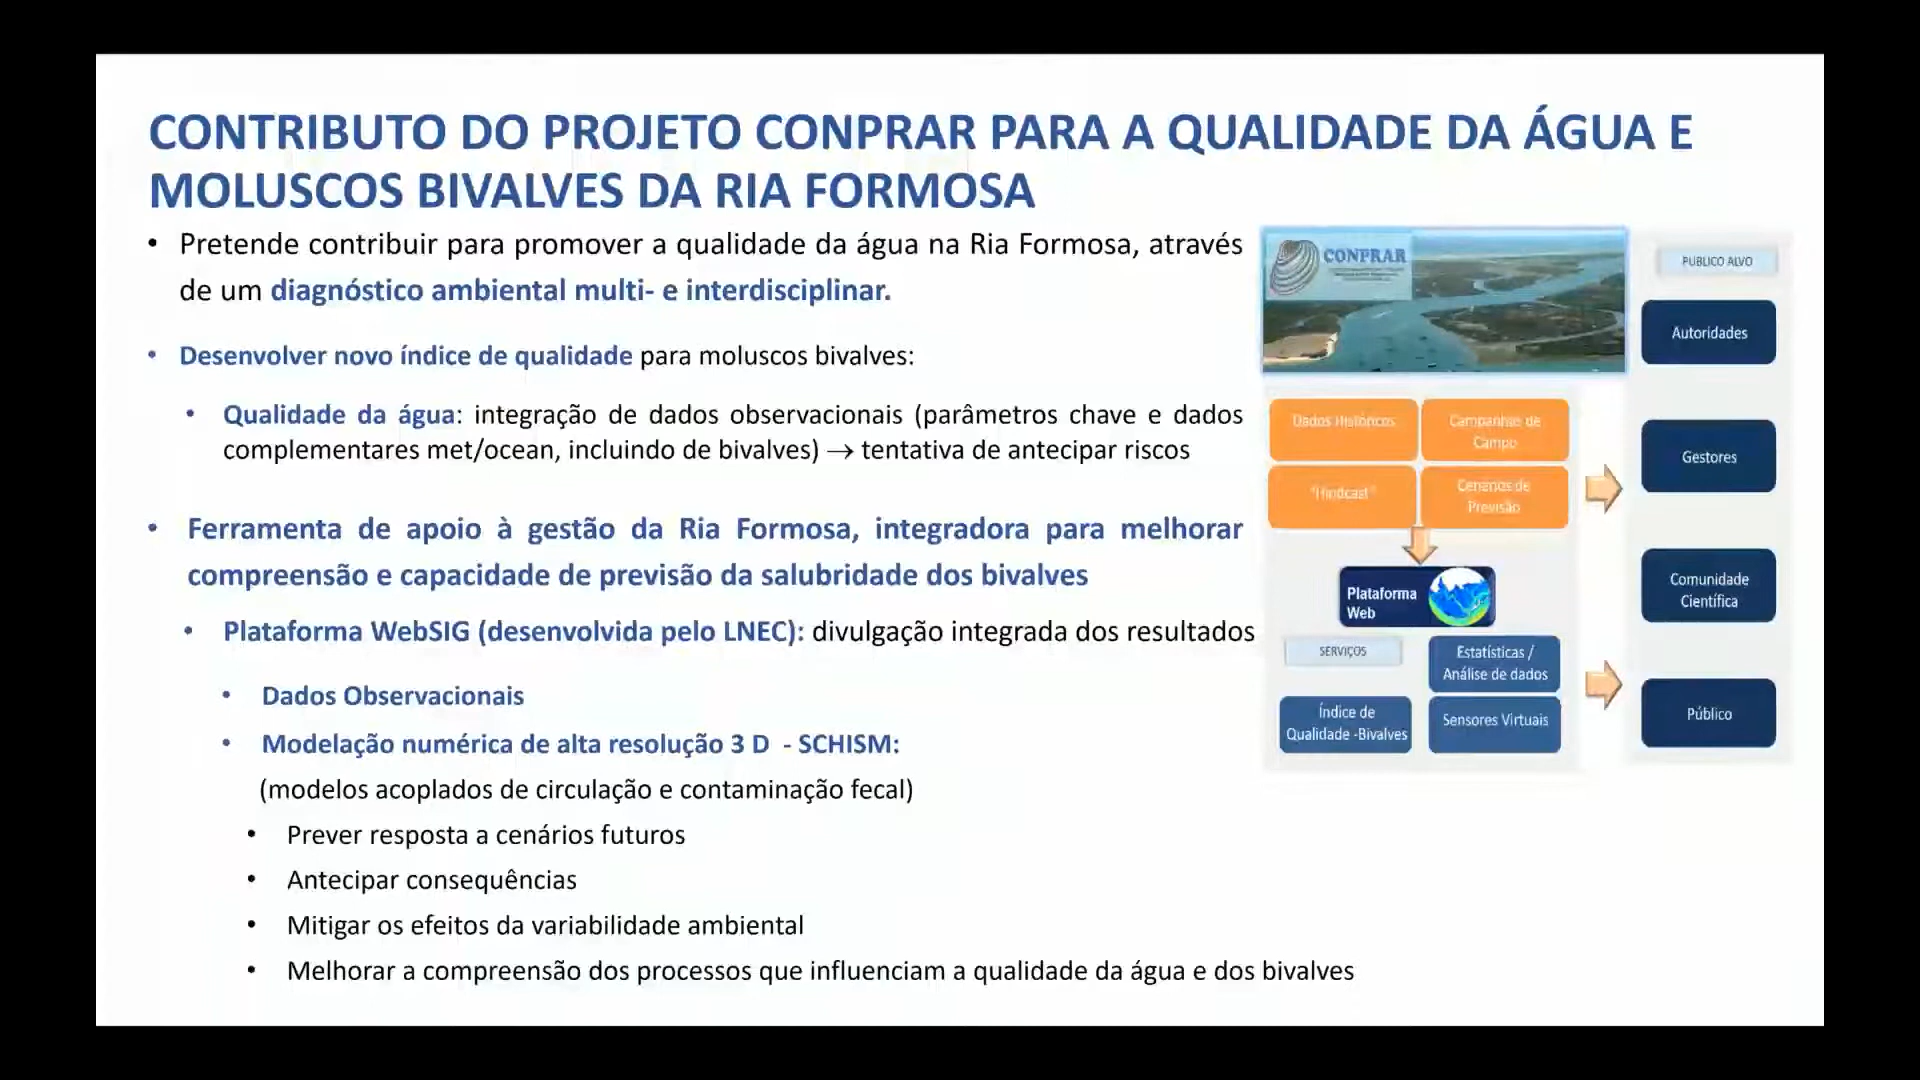 CONTRIBUTO DO PROJETO CONPRAR PARA A QUALIDADE DA ÁGUA E
MOLUSCOS BIVALVES DA RIA FORMOSA
• Pretende contribuir para promover a qualidade da água na Ria Formosa, através
de um diagnóstico ambiental multi- e interdisciplinar.
• Desenvolver novo índice de qualidade para moluscos bivalves:
• Qualidade da água: integração de dados observacionais (parâmetros chave e dados
complementares met/ocean, incluindo de bivalves) → tentativa de antecipar riscos
• Ferramenta de apoio à gestão da Ria Formosa, integradora para melhorar
compreensão e capacidade de previsão da salubridade dos bivalves
• Plataforma WebSIG (desenvolvida pelo LNEC): divulgação integrada dos resultados
• Dados Observacionais
• Modelação numérica de alta resolução 3 D - SCHISM:
(modelos acoplados de circulação e contaminação fecal)
• Prever resposta a cenários futuros
• Antecipar consequências
• Mitigar os efeitos da variabilidade ambiental
• Melhorar a compreensão dos processos que influenciam a qualidade da água e dos bivalves
CONPRAR
Dados Históricos
Campanhas de
Campo
"Hindcast"
Cenários de
Previsão
Plataforma
Web
SERVIÇOS
Estatísticas /
Análise de dados
Índice de
Qualidade -Bivalves
Sensores Virtuais
PUBLICO ALVO
Autoridades
Gestores
Comunidade
Científica
Público